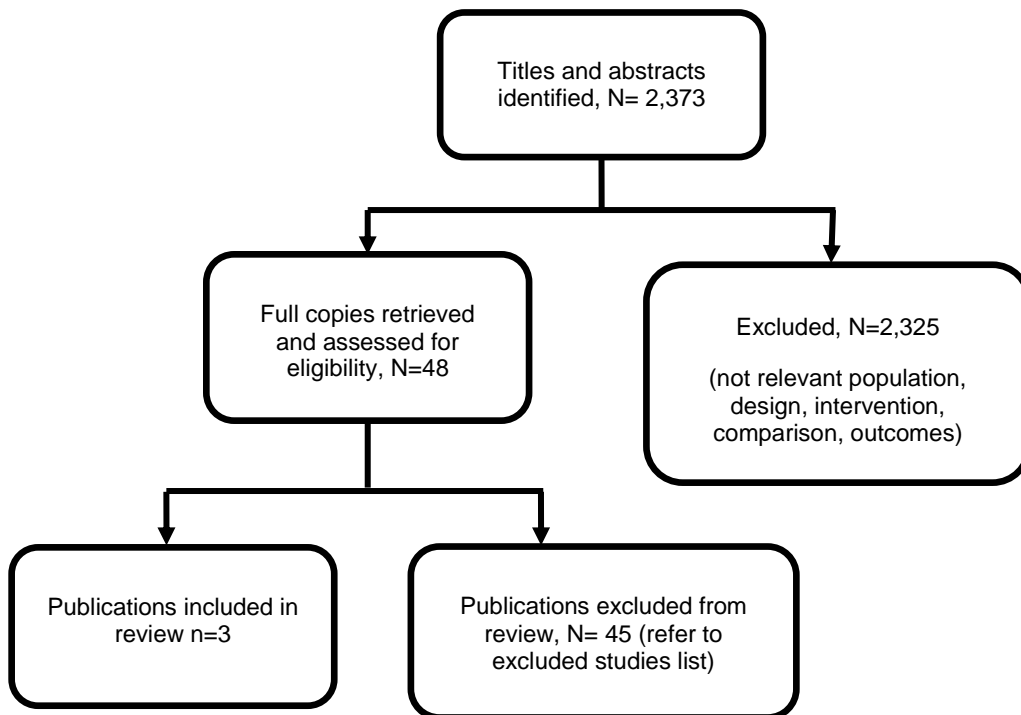 Titles and abstracts
identified, N= 2,373
Full copies retrieved
and assessed for
eligibility, N=48
Excluded, N=2,325
(not relevant population,
design, intervention,
comparison, outcomes)
Publications included in
review n=3
Publications excluded from
review, N= 45 (refer to
excluded studies list)